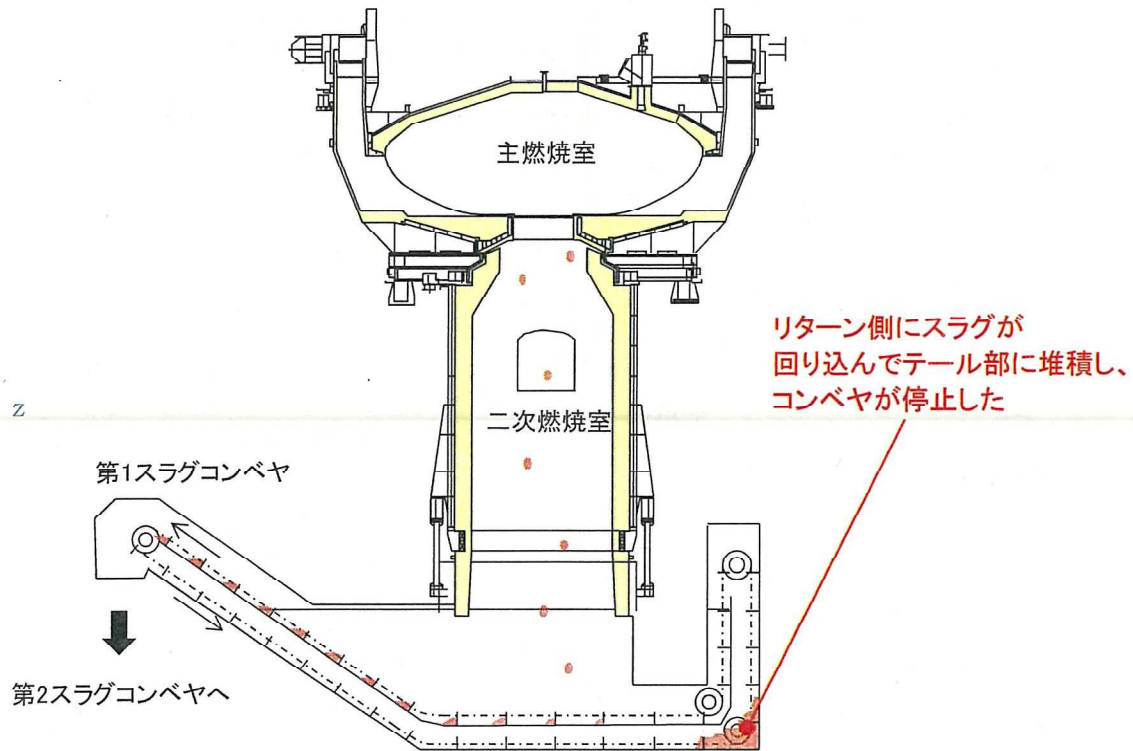 主燃焼室
リターン側にスラグが
回り込んでテール部に堆積し、
コンベヤが停止した
z
二次燃焼室
第1スラグコンベヤ
第2スラグコンベヤへ